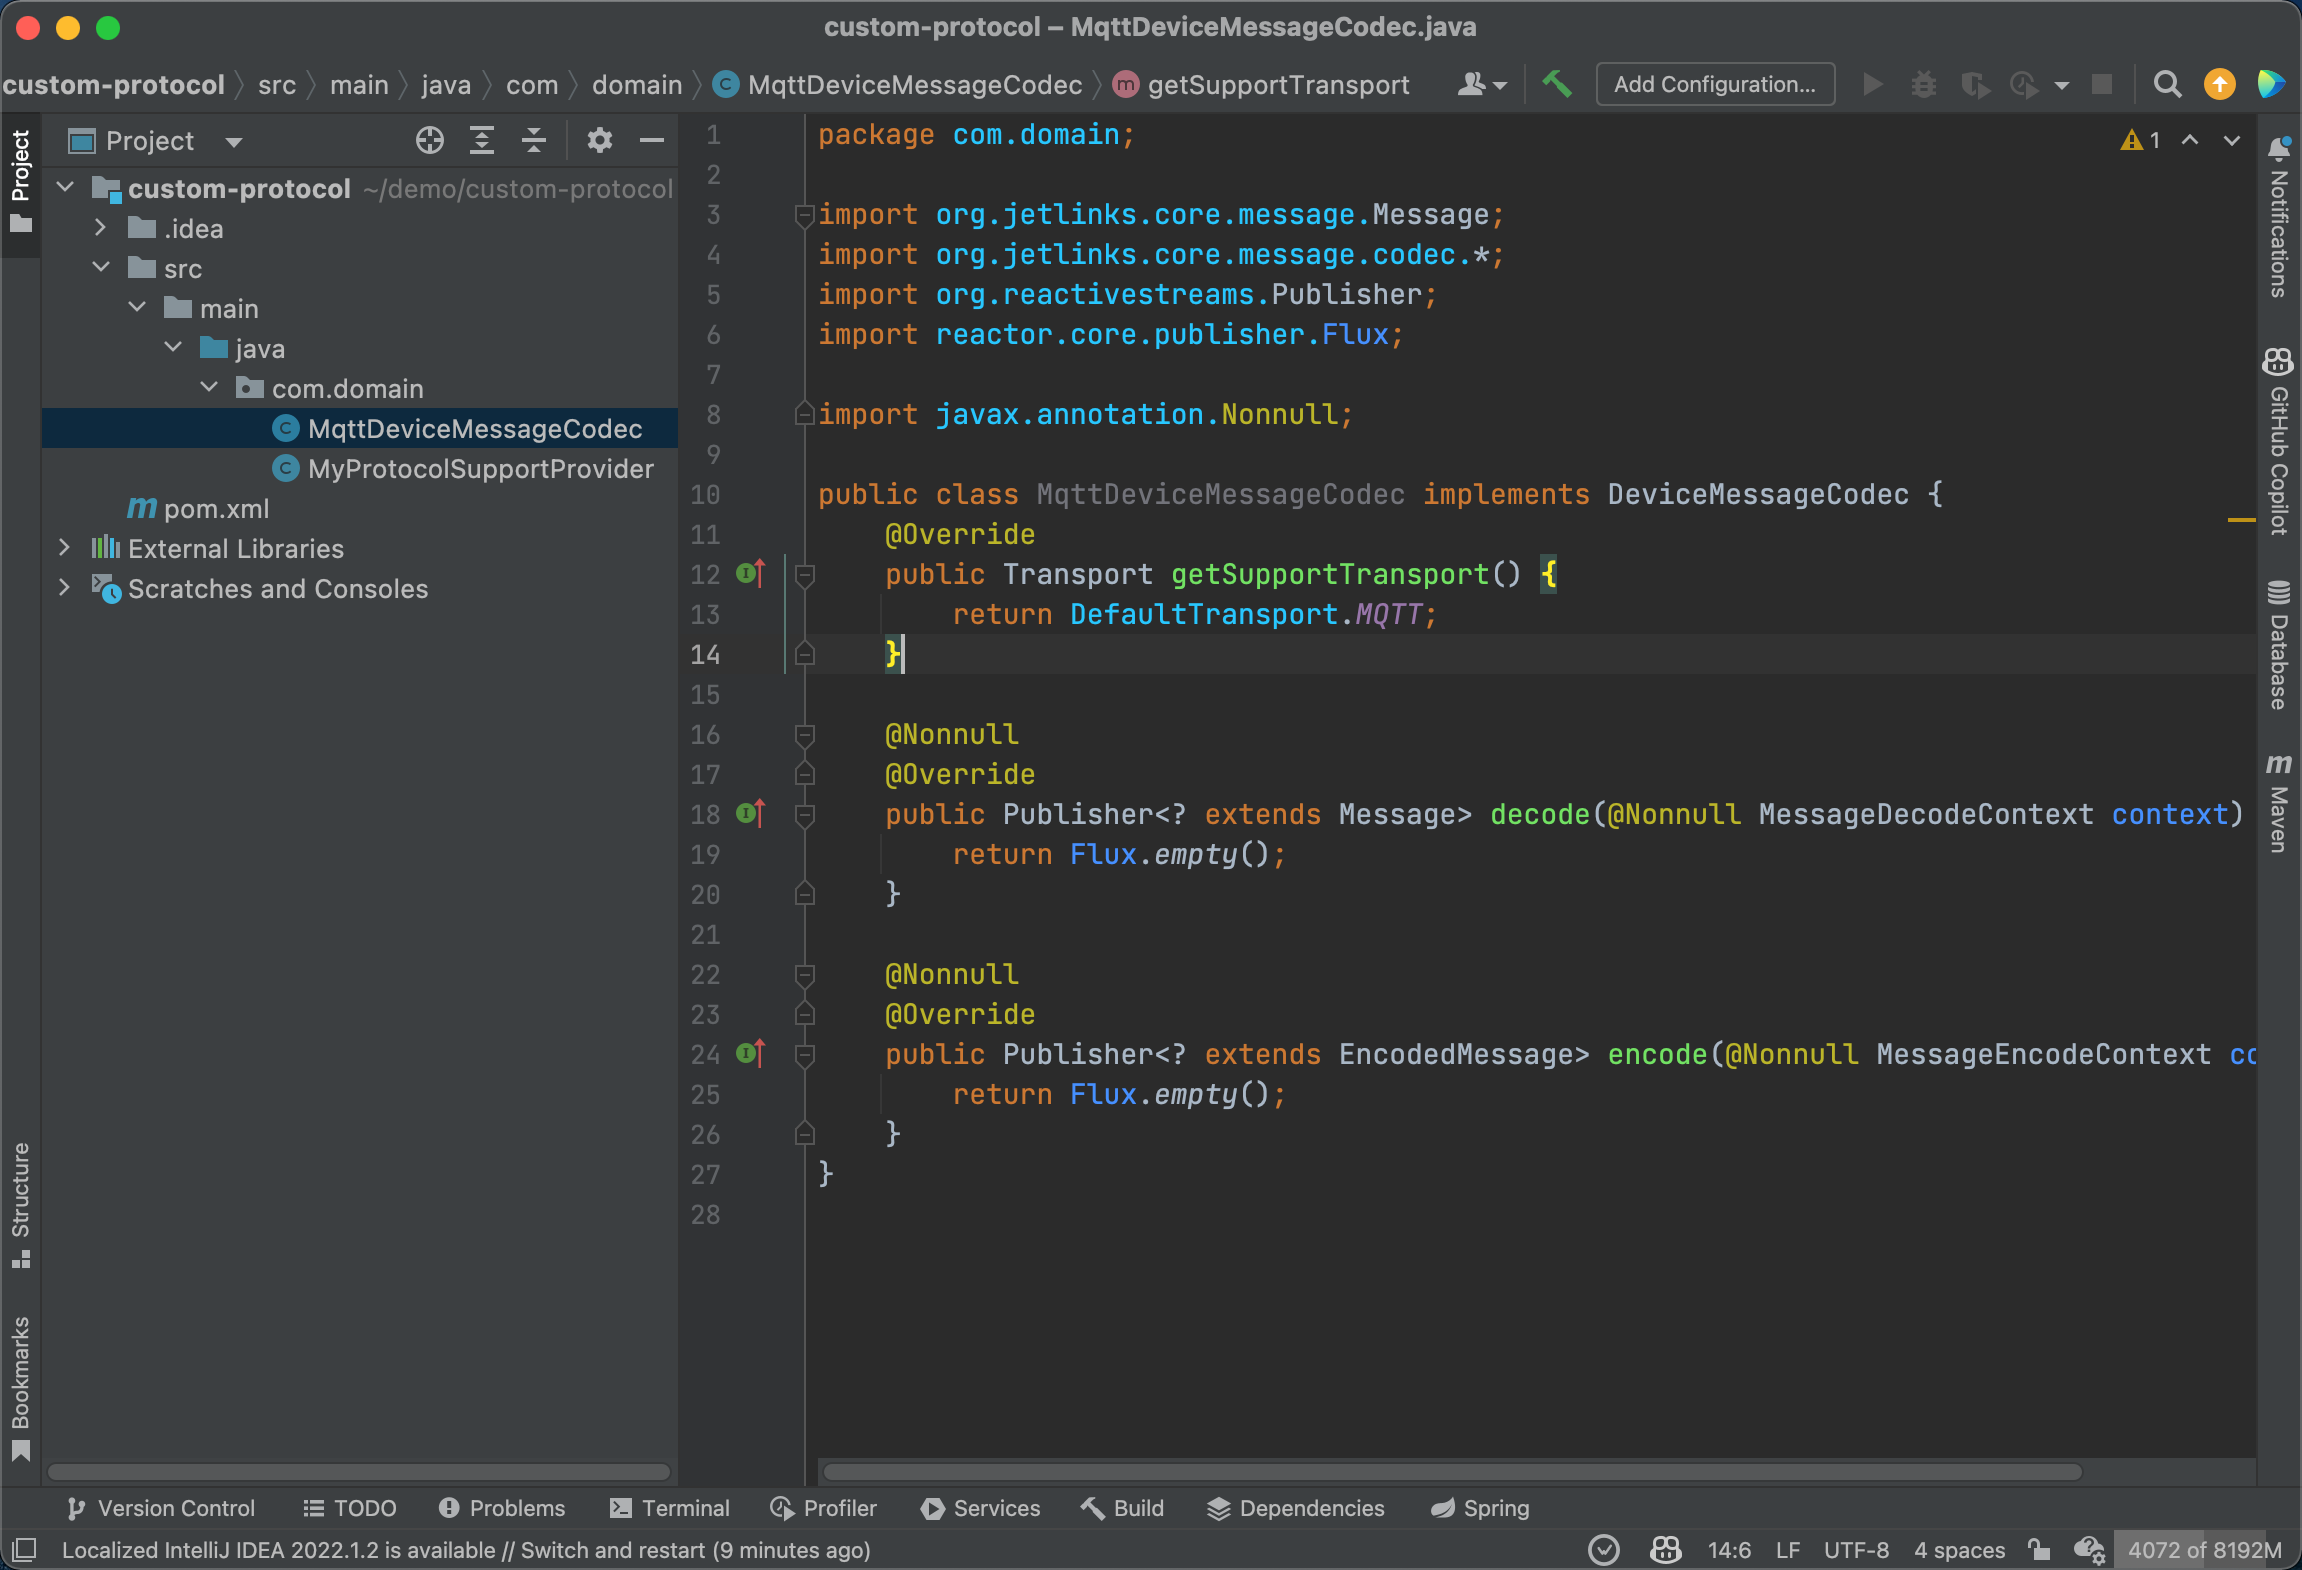 custom-protocol – MqttDeviceMessageCodec.java
custom-protocol src main java com domain MqttDeviceMessageCodec getSupportTransport Add Configuration...
Project
Project
custom-protocol ~/demo/custom-protocol
.idea
src
main
java
com.domain
MqttDeviceMessageCodec
MyProtocolSupportProvider
pom.xml
External Libraries
Scratches and Consoles
Structure
Bookmarks
1 package com.domain;
2
3 import org.jetlinks.core.message.Message;
4 import org.jetlinks.core.message.codec.*;
5 import org.reactivestreams.Publisher;
6 import reactor.core.publisher.Flux;
7
8 import javax.annotation.Nonnull;
9
10 public class MqttDeviceMessageCodec implements DeviceMessageCodec {
11 @Override
12 public Transport getSupportTransport() {
13 return DefaultTransport.MQTT;
14 }
15
16 @Nonnull
17 @Override
18 public Publisher<? extends Message> decode(@Nonnull MessageDecodeContext context)
19 return Flux.empty();
20 }
21
22 @Nonnull
23 @Override
24 public Publisher<? extends EncodedMessage> encode(@Nonnull MessageEncodeContext co
25 return Flux.empty();
26 }
27 }
28
1
Notifications
GitHub Copilot
Database
Maven
Version Control TODO Problems Terminal Profiler Services Build Dependencies Spring
Localized IntelliJ IDEA 2022.1.2 is available // Switch and restart (9 minutes ago) 14:6 LF UTF-8 4 spaces 4072 of 8192M